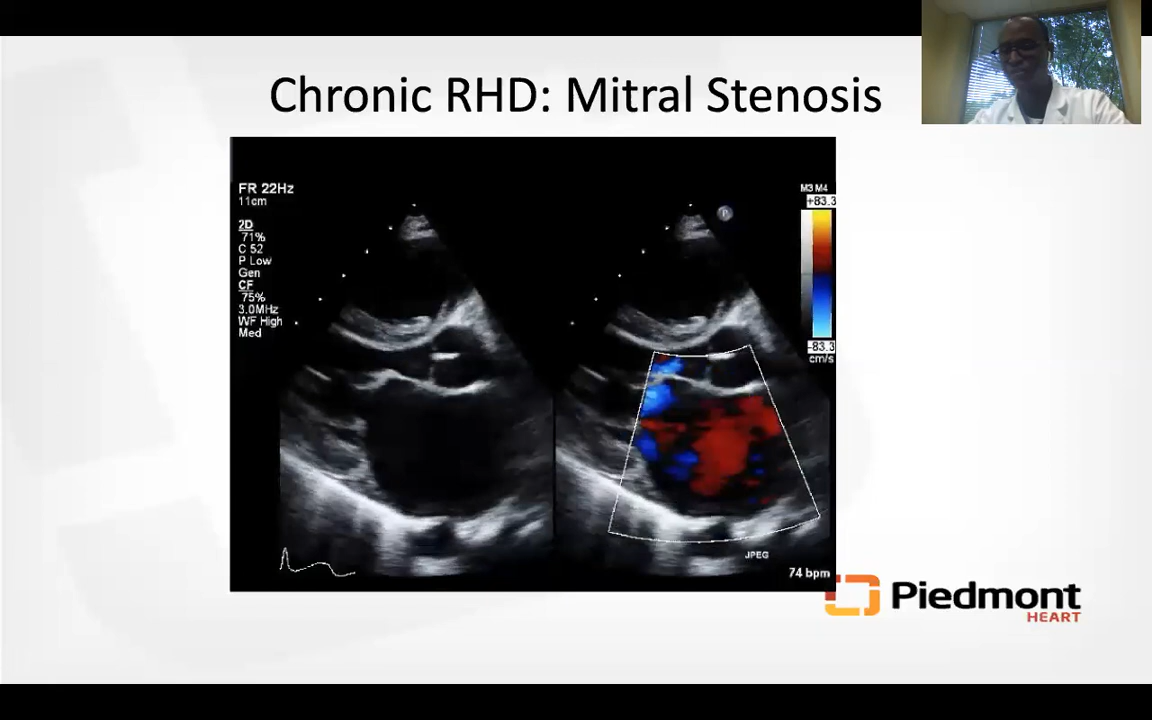 Chronic RHD: Mitral Stenosis
FR 22Hz
11cm
2D
71%
C 52
P Low
Gen
CF
75%
3.0MHz
WF High
Med
P
M3 M4
+83.3
-83.3
cm/s
JPEG
74 bpm
Piedmont
HEART